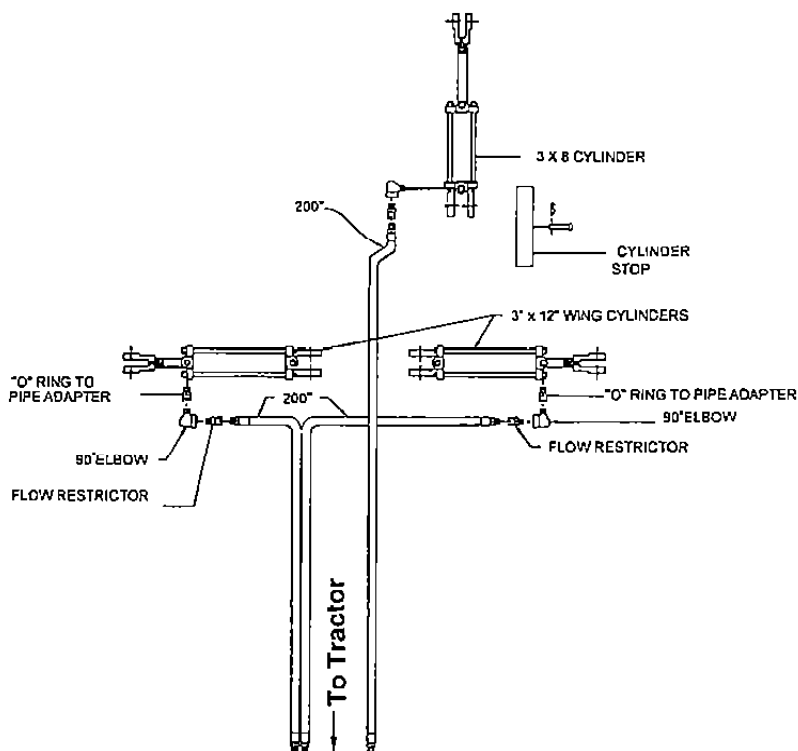 3 X 8 CYLINDER
200"
CYLINDER
STOP
3" x 12" WING CYLINDERS
"O" RING TO
PIPE ADAPTER
200"
"O" RING TO PIPE ADAPTER
90° ELBOW
90° ELBOW
FLOW RESTRICTOR
FLOW RESTRICTOR
To Tractor